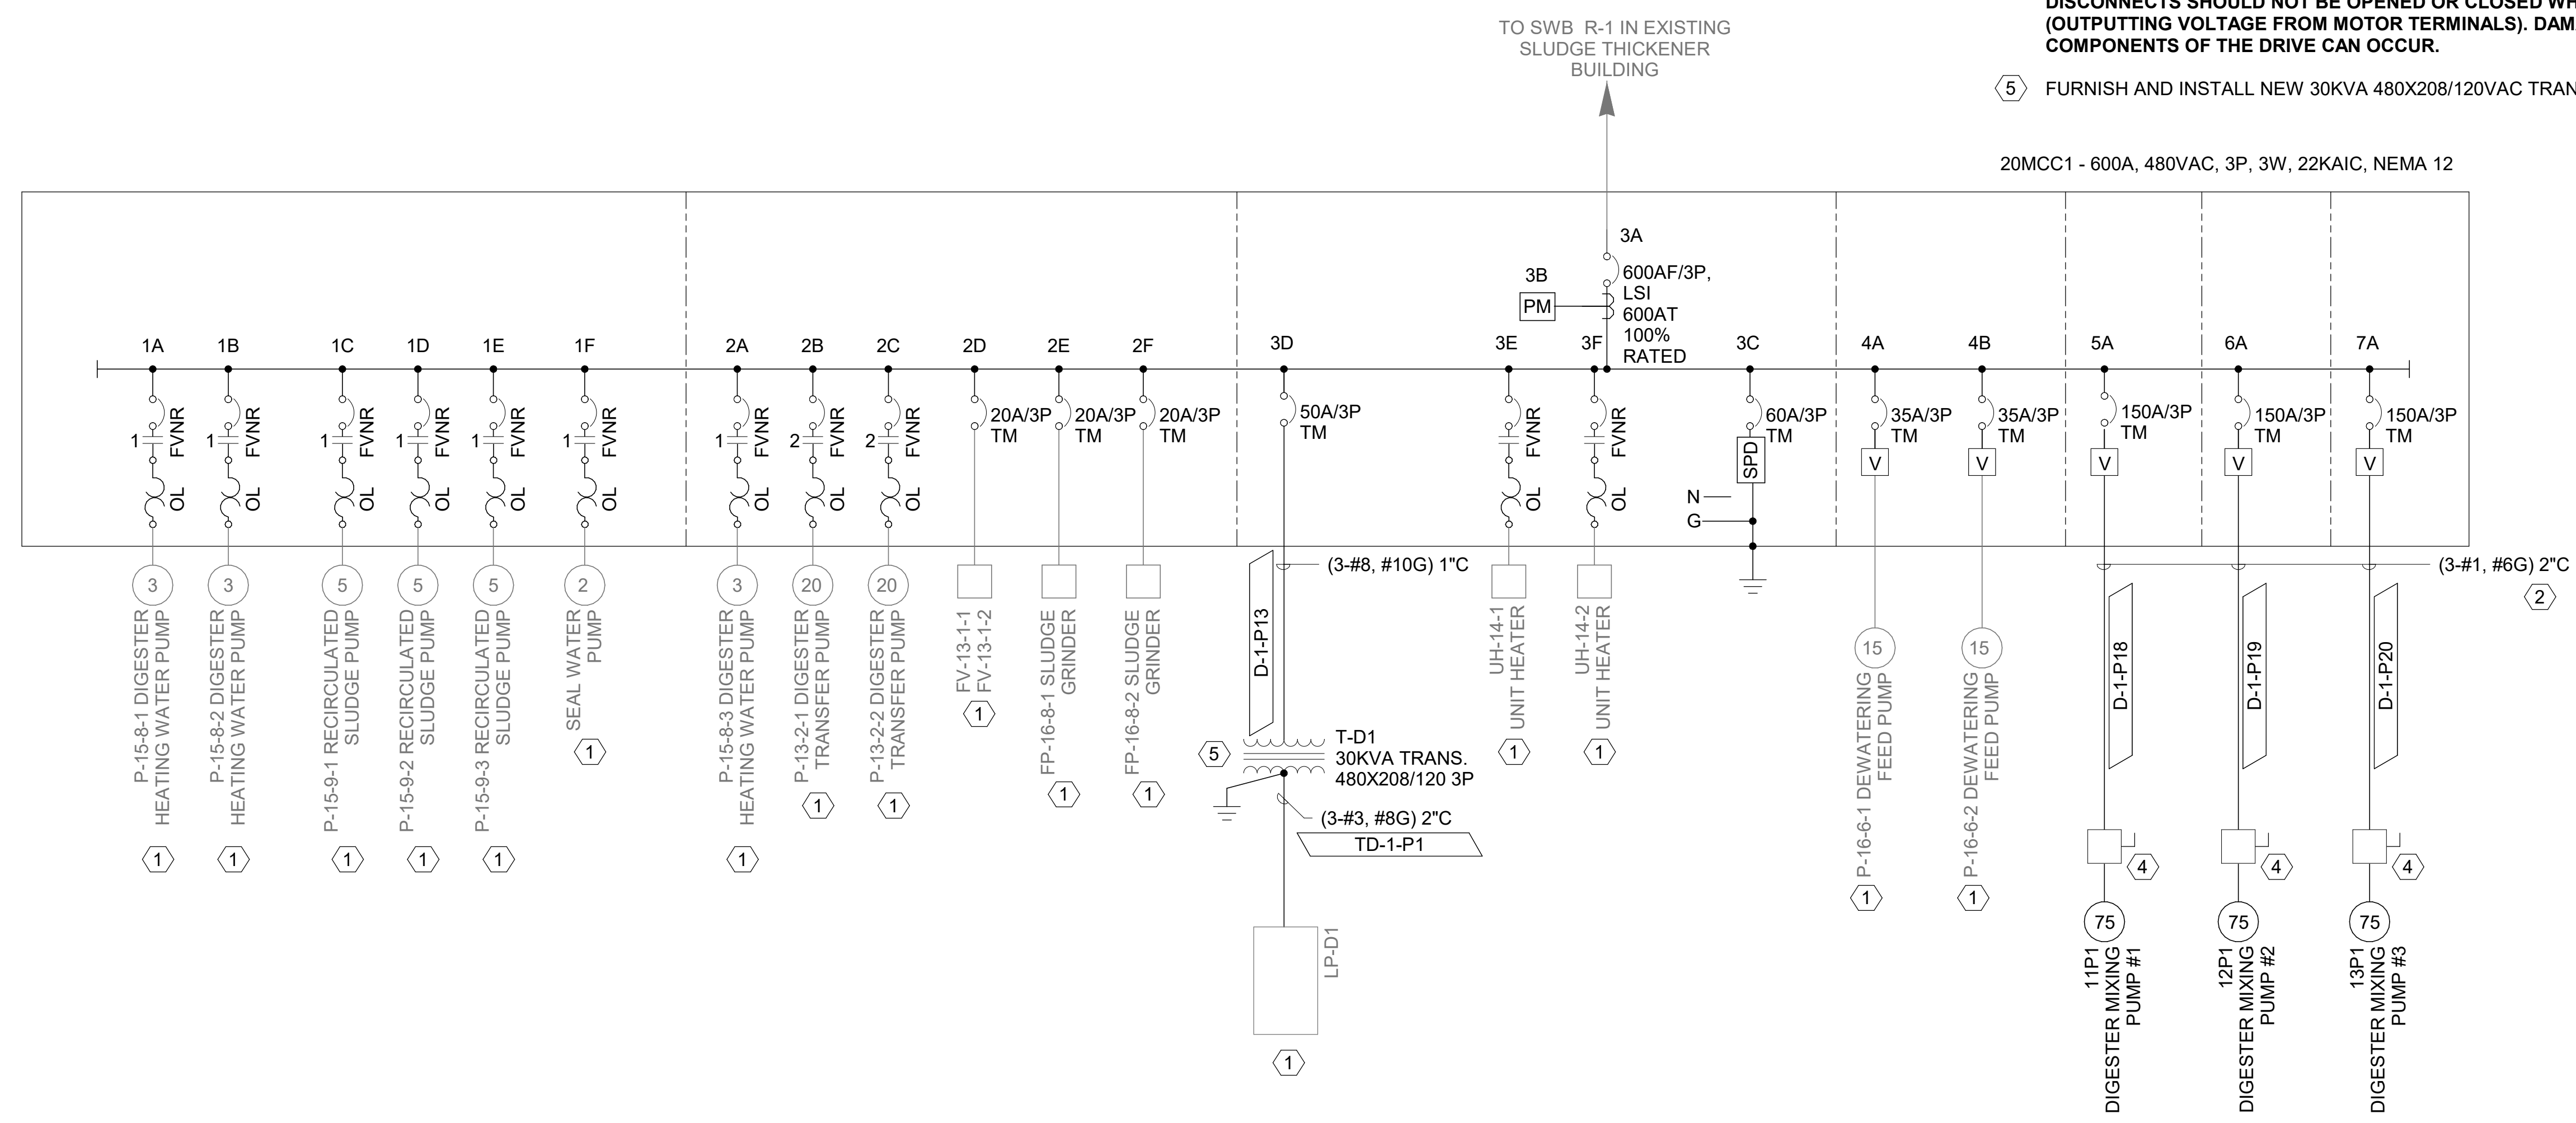 DISCONNECTS SHOULD NOT BE OPENED OR CLOSED WH
(OUTPUTTING VOLTAGE FROM MOTOR TERMINALS). DAM
COMPONENTS OF THE DRIVE CAN OCCUR.
5 FURNISH AND INSTALL NEW 30KVA 480X208/120VAC TRAN
TO SWB R-1 IN EXISTING
SLUDGE THICKENER
BUILDING
20MCC1 - 600A, 480VAC, 3P, 3W, 22KAIC, NEMA 12
3A
600AF/3P,
LSI
600AT
100%
RATED
3B
PM
1A
1
FVNR
OL
3
P-15-8-1 DIGESTER
HEATING WATER PUMP
1
1B
1
FVNR
OL
3
P-15-8-2 DIGESTER
HEATING WATER PUMP
1
1C
1
FVNR
OL
5
P-15-9-1 RECIRCULATED
SLUDGE PUMP
1
1D
1
FVNR
OL
5
P-15-9-2 RECIRCULATED
SLUDGE PUMP
1
1E
1
FVNR
OL
5
P-15-9-3 RECIRCULATED
SLUDGE PUMP
1
1F
1
FVNR
OL
2
SEAL WATER
PUMP
1
2A
1
FVNR
OL
3
P-15-8-3 DIGESTER
HEATING WATER PUMP
1
2B
2
FVNR
OL
20
P-13-2-1 DIGESTER
TRANSFER PUMP
1
2C
2
FVNR
OL
20
P-13-2-2 DIGESTER
TRANSFER PUMP
1
2D
20A/3P
TM
FV-13-1-1
FV-13-1-2
1
2E
20A/3P
TM
FP-16-8-1 SLUDGE
GRINDER
1
2F
20A/3P
TM
FP-16-8-2 SLUDGE
GRINDER
1
3D
50A/3P
TM
(3-#8, #10G) 1"C
D-1-P13
5
T-D1
30KVA TRANS.
480X208/120 3P
(3-#3, #8G) 2"C
TD-1-P1
LP-D1
1
3E
FVNR
OL
UH-14-1
UNIT HEATER
1
3F
FVNR
OL
UH-14-2
UNIT HEATER
1
3C
60A/3P
TM
SPD
N
G
4A
35A/3P
TM
V
15
P-16-6-1 DEWATERING
FEED PUMP
1
4B
35A/3P
TM
V
15
P-16-6-2 DEWATERING
FEED PUMP
1
5A
150A/3P
TM
V
D-1-P18
4
75
11P1
DIGESTER MIXING
PUMP #1
6A
150A/3P
TM
V
D-1-P19
4
75
12P1
DIGESTER MIXING
PUMP #2
7A
150A/3P
TM
V
D-1-P20
4
75
13P1
DIGESTER MIXING
PUMP #3
(3-#1, #6G) 2"C
2